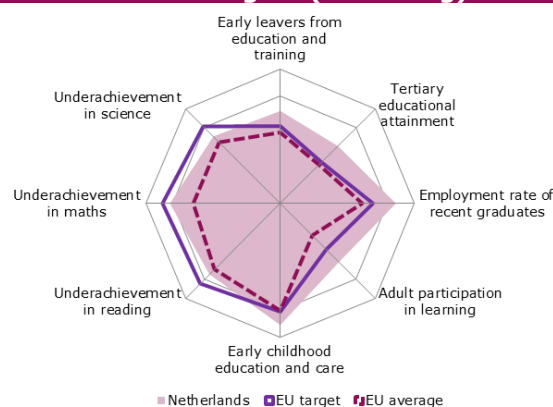 Early leavers from
education and
training
Tertiary
educational
attainment
Employment rate of
recent graduates
Adult participation
in learning
Early childhood
education and care
Underachievement
in reading
Underachievement
in maths
Underachievement
in science
Netherlands EU target EU average